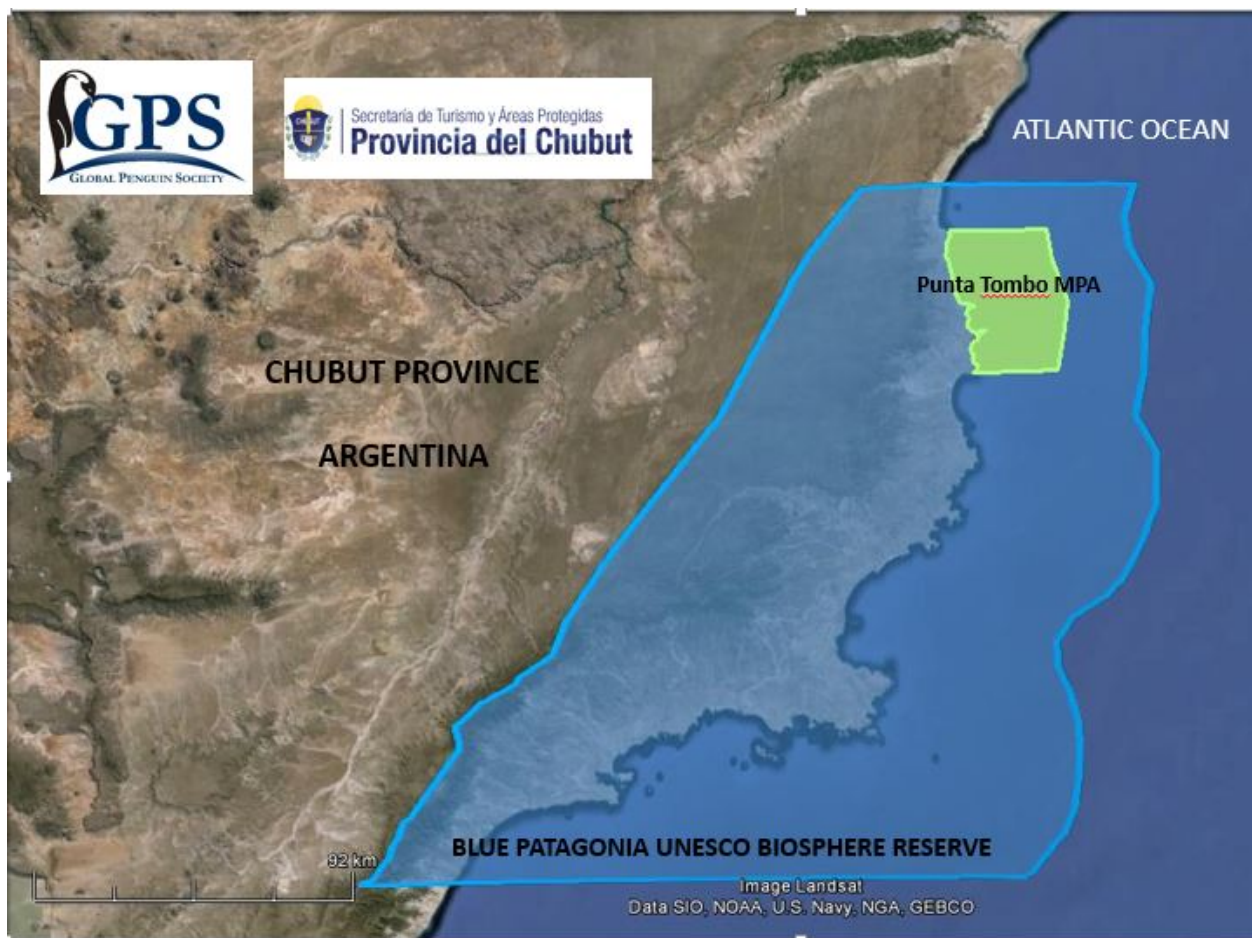 GPS
GLOBAL PENGUIN SOCIETY
CHUBUT
Secretaría de Turismo y Áreas Protegidas
Provincia del Chubut
ATLANTIC OCEAN
Punta Tombo MPA
CHUBUT PROVINCE
ARGENTINA
BLUE PATAGONIA UNESCO BIOSPHERE RESERVE
92 km
Image Landsat
Data SIO, NOAA, U.S. Navy, NGA, GEBCO